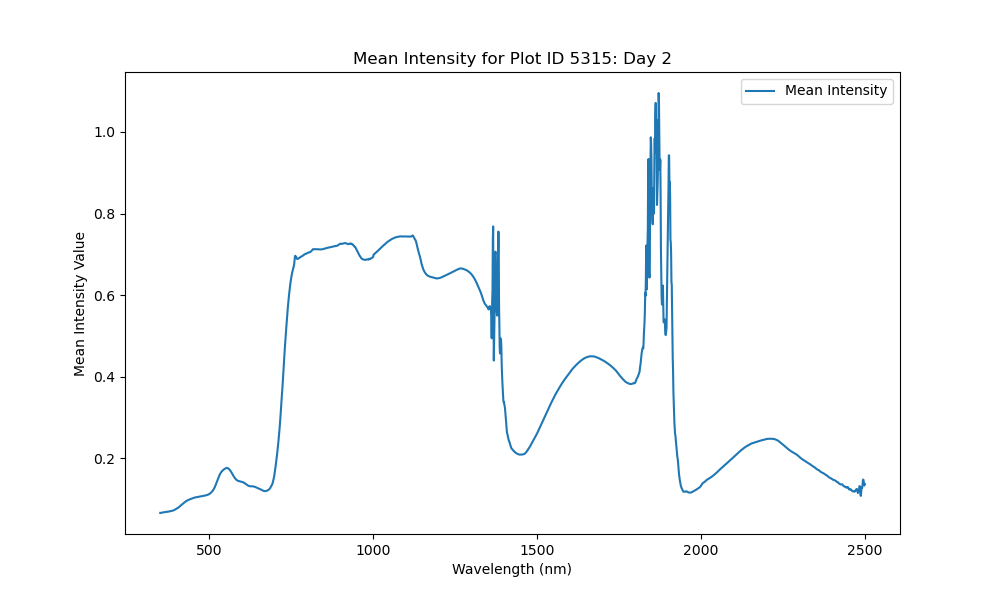 Mean Intensity for Plot ID 5315: Day 2
Mean Intensity
Mean Intensity Value
1.0
0.8
0.6
0.4
0.2
500
1000
1500
2000
2500
Wavelength (nm)